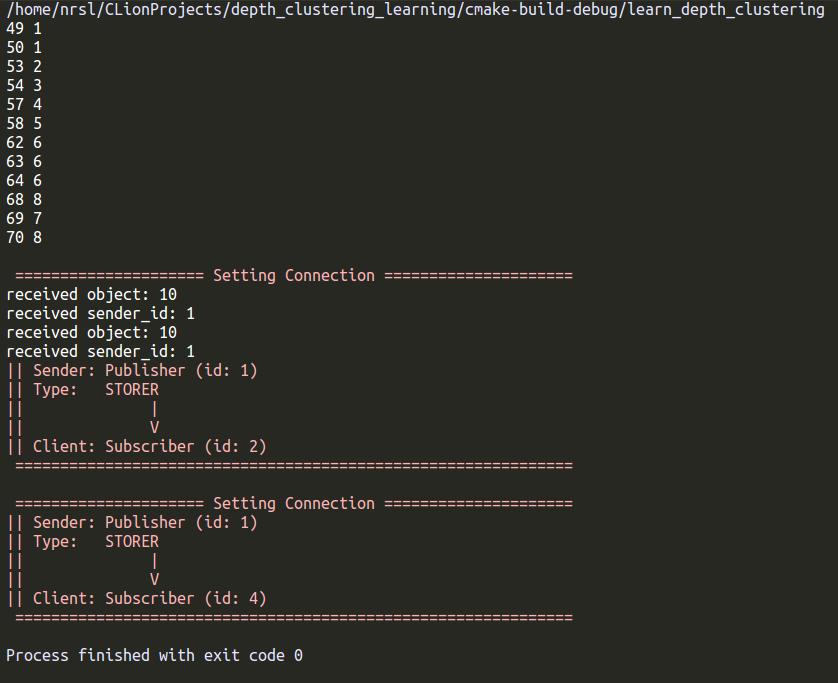 /home/nrsl/CLionProjects/depth_clustering_learning/cmake-build-debug/learn_depth_clustering
49 1
50 1
53 2
54 3
57 4
58 5
62 6
63 6
64 6
68 8
69 7
70 8
===================== Setting Connection =====================
received object: 10
received sender_id: 1
received object: 10
received sender_id: 1
|| Sender: Publisher (id: 1)
|| Type:   STORER
||              |
||              V
|| Client: Subscriber (id: 2)
==============================================================
===================== Setting Connection =====================
|| Sender: Publisher (id: 1)
|| Type:   STORER
||              |
||              V
|| Client: Subscriber (id: 4)
==============================================================
Process finished with exit code 0